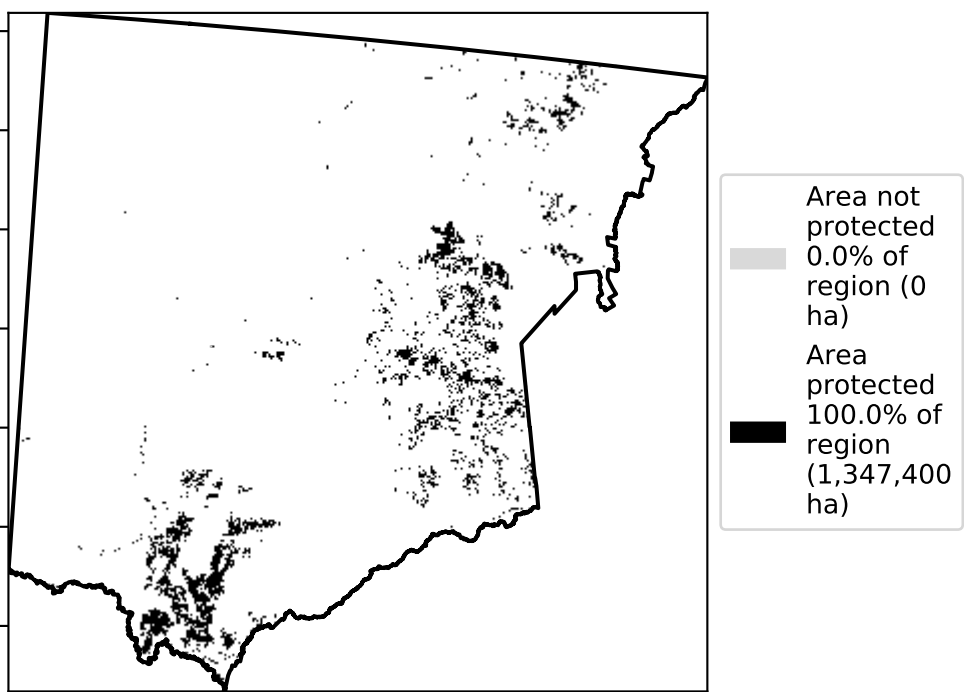 Area not
protected
0.0% of
region (0
ha)
Area
protected
100.0% of
region
(1,347,400
ha)